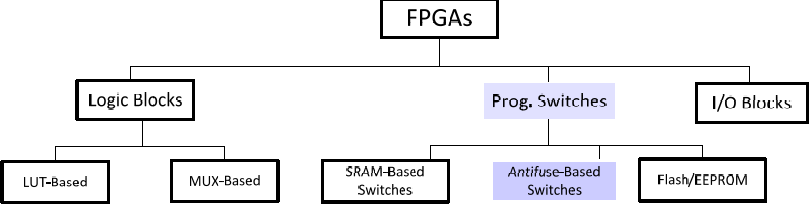 FPGAs
Logic Blocks
Prog. Switches
I/O Blocks
LUT-Based
MUX-Based
SRAM-Based
Switches
Antifuse-Based
Switches
Flash/EEPROM